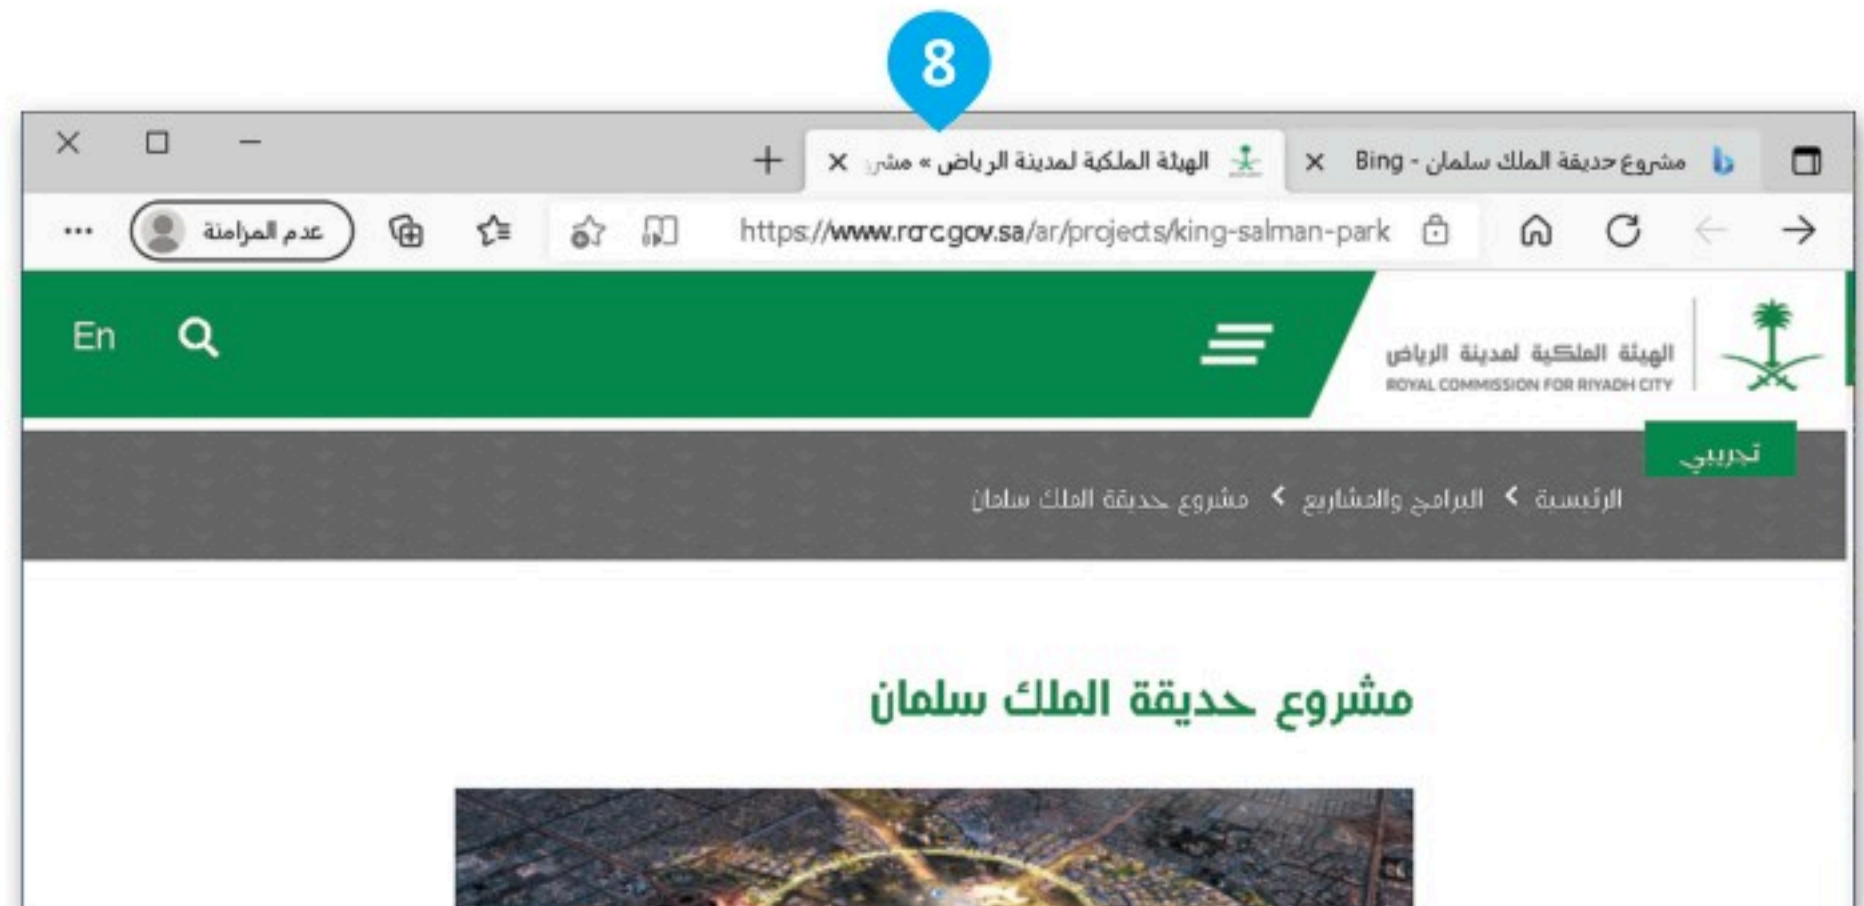 8
مشروع حديقة الملك سلمان - Bing
الهيئة الملكية لمدينة الرياض » مشر
https://www.rcrc.gov.sa/ar/projects/king-salman-park
عدم المزامنة
الهيئة الملكية لمدينة الرياض
ROYAL COMMISSION FOR RIYADH CITY
En
تجريبي
الرئيسية > البرامج والمشاريع > مشروع حديقة الملك سلمان
مشروع حديقة الملك سلمان